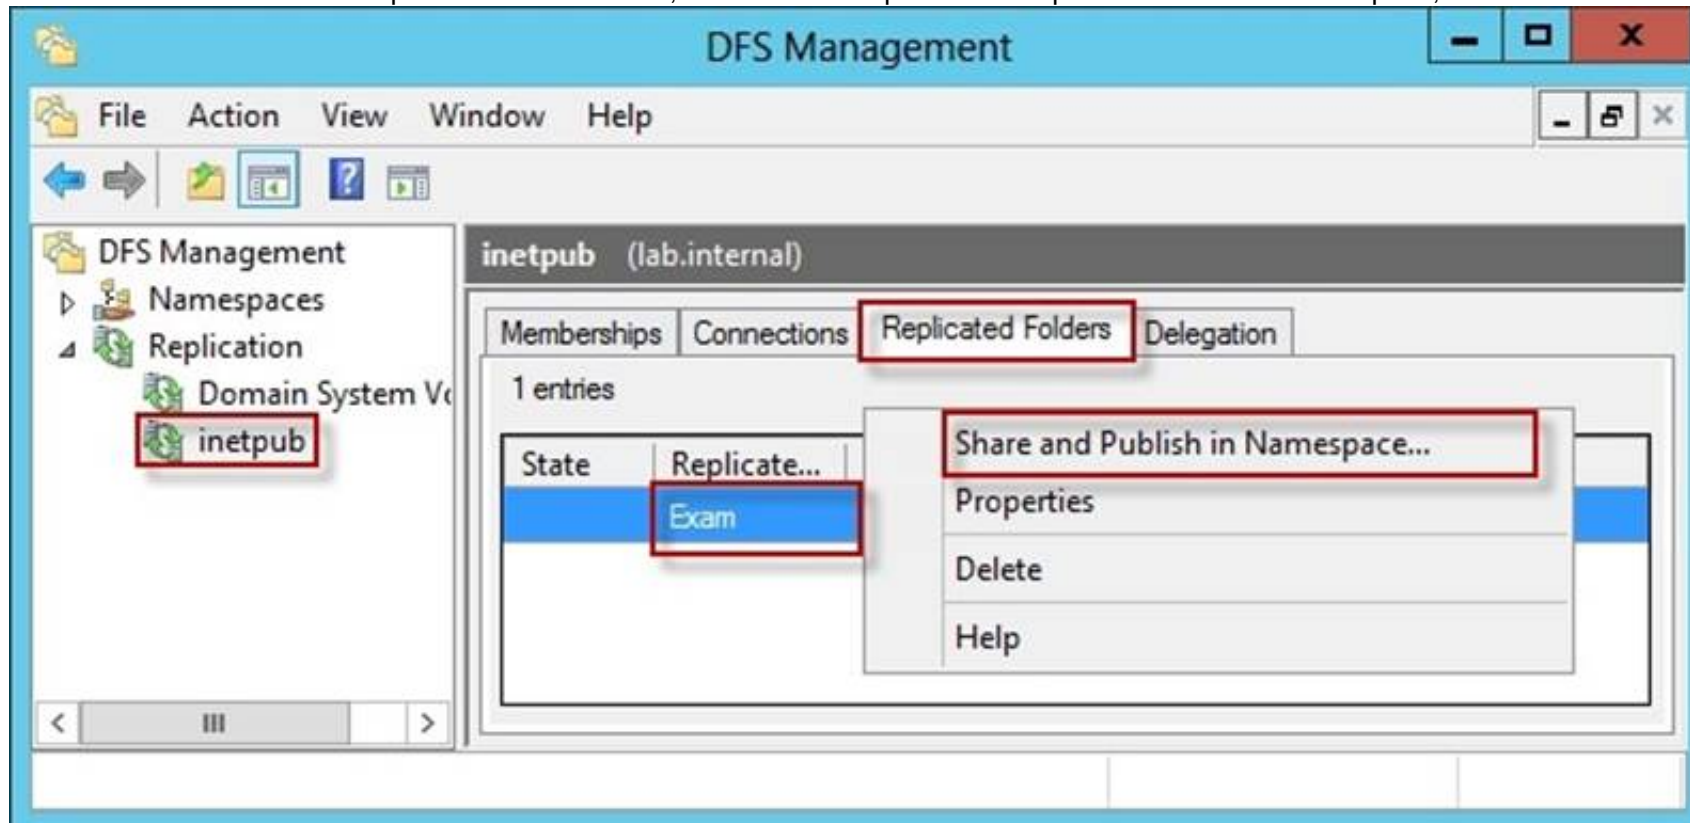 DFS Management
File Action View Window Help
DFS Management
Namespaces
Replication
Domain System Vo
inetpub
inetpub (lab.internal)
Memberships Connections Replicated Folders Delegation
1 entries
State Replicate...
Exam
Share and Publish in Namespace...
Properties
Delete
Help